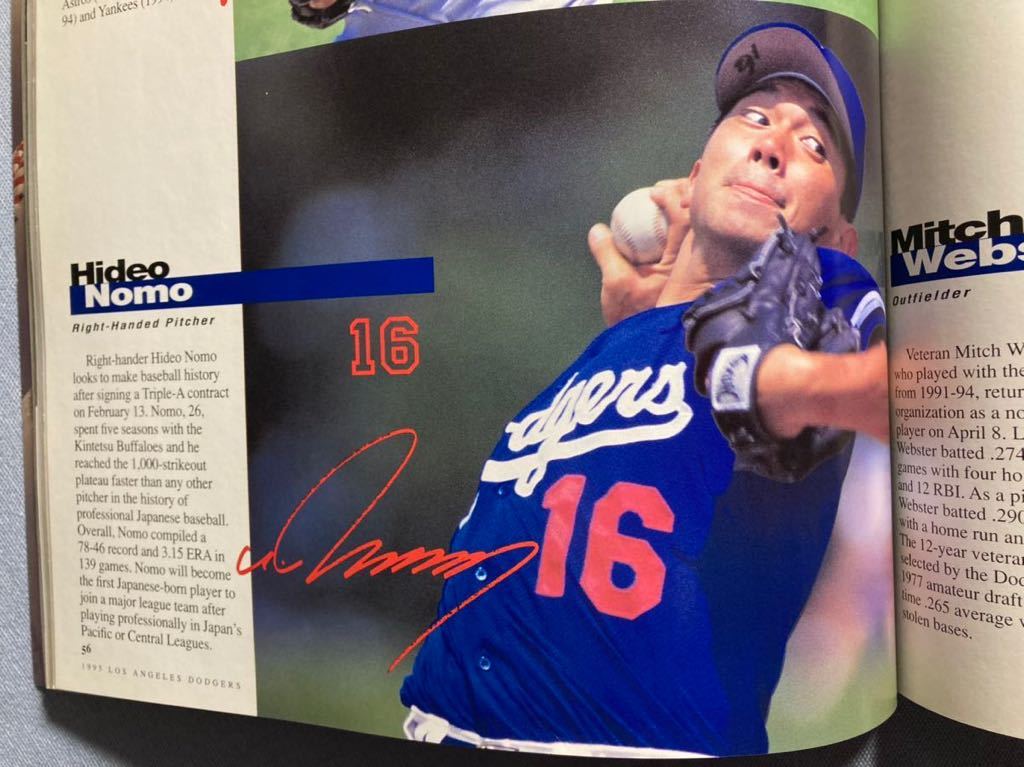 94) and Yankees (199
Hideo
Nomo
Right-Handed Pitcher
16
Right-hander Hideo Nomo
looks to make baseball history
after signing a Triple-A contract
on February 13. Nomo, 26,
spent five seasons with the
Kintetsu Buffaloes and he
reached the 1,000-strikeout
plateau faster than any other
pitcher in the history of
professional Japanese baseball.
Overall, Nomo compiled a
78-46 record and 3.15 ERA in
139 games. Nomo will become
the first Japanese-born player to
join a major league team after
playing professionally in Japan's
Pacific or Central Leagues.
56
1995 LOS ANGELES DODGERS
16
dgers
16
Mitch
Webs
Outfielder
Veteran Mitch W
who played with the
from 1991-94, retur
organization as a no
player on April 8. L
Webster batted .274
games with four ho
and 12 RBI. As a pi
Webster batted .290
with a home run an
The 12-year vetera
selected by the Dod
1977 amateur draft
time .265 average
stolen bases.